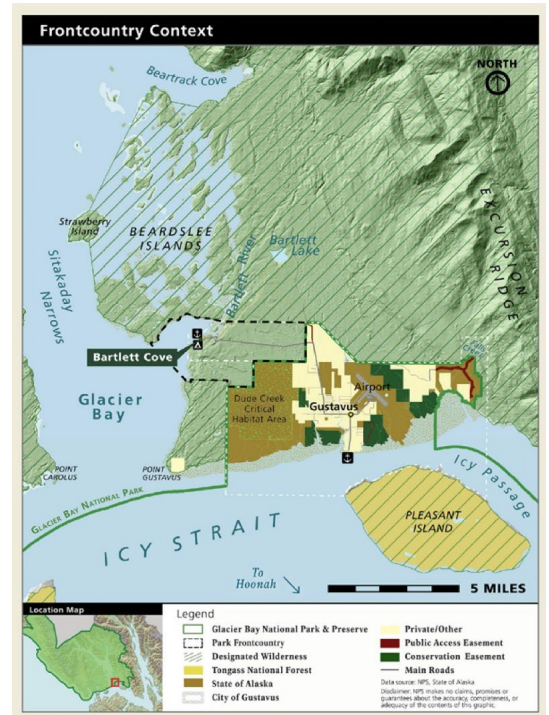 Frontcountry Context
Beartrack Cove
NORTH
Strawberry
Island
BEARDSLEE
ISLANDS
Bartlett
Lake
Bartlett River
EXCURSION
RIDGE
Sitakaday
Narrows
Bartlett Cove
Glacier
Bay
Dude Creek
Critical
Habitat Area
Airport
Gustavus
POINT
CAROLUS
POINT
GUSTAVUS
GLACIER BAY NATIONAL PARK
Icy Passage
PLEASANT
ISLAND
ICY STRAIT
To
Hoonah
5 MILES
Location Map
Legend
Glacier Bay National Park & Preserve
Park Frontcountry
Designated Wilderness
Tongass National Forest
State of Alaska
City of Gustavus
Private/Other
Public Access Easement
Conservation Easement
Main Roads
Data source: NPS, State of Alaska
Disclaimer: NPS makes no claims, promises or
guarantees about the accuracy, completeness, or
adequacy of the contents of this graphic.